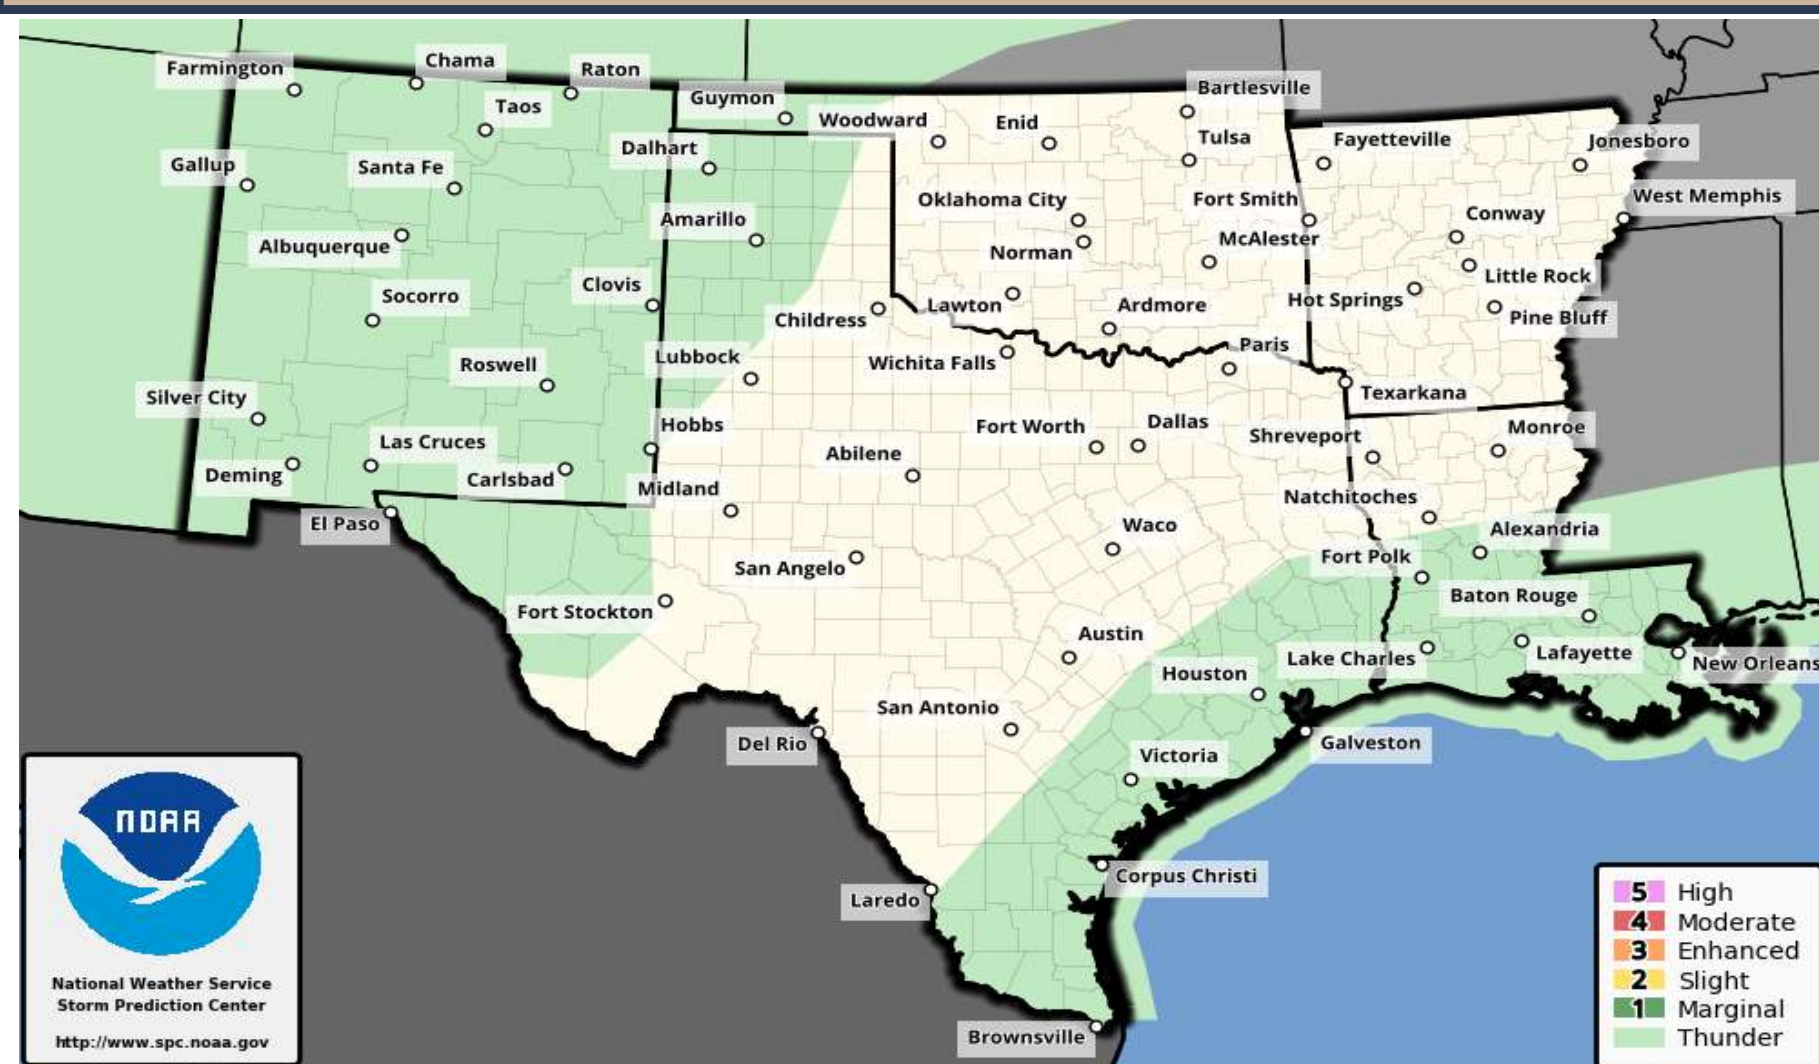 Farmington
Chama
Raton
Taos
Guymon
Woodward
Enid
Bartlesville
Tulsa
Fayetteville
Jonesboro
Gallup
Santa Fe
Dalhart
Oklahoma City
Fort Smith
West Memphis
Albuquerque
Amarillo
Norman
McAlester
Conway
Socorro
Clovis
Childress
Lawton
Ardmore
Hot Springs
Little Rock
Pine Bluff
Roswell
Lubbock
Wichita Falls
Paris
Texarkana
Silver City
Las Cruces
Hobbs
Abilene
Fort Worth
Dallas
Shreveport
Monroe
Deming
Carlsbad
Midland
Natchitoches
El Paso
San Angelo
Waco
Fort Polk
Alexandria
Fort Stockton
Austin
Baton Rouge
Houston
Lake Charles
Lafayette
New Orleans
Del Rio
San Antonio
Victoria
Galveston
Laredo
Corpus Christi
Brownsville
NOAA
National Weather Service
Storm Prediction Center
http://www.spc.noaa.gov
5 High
4 Moderate
3 Enhanced
2 Slight
1 Marginal
Thunder